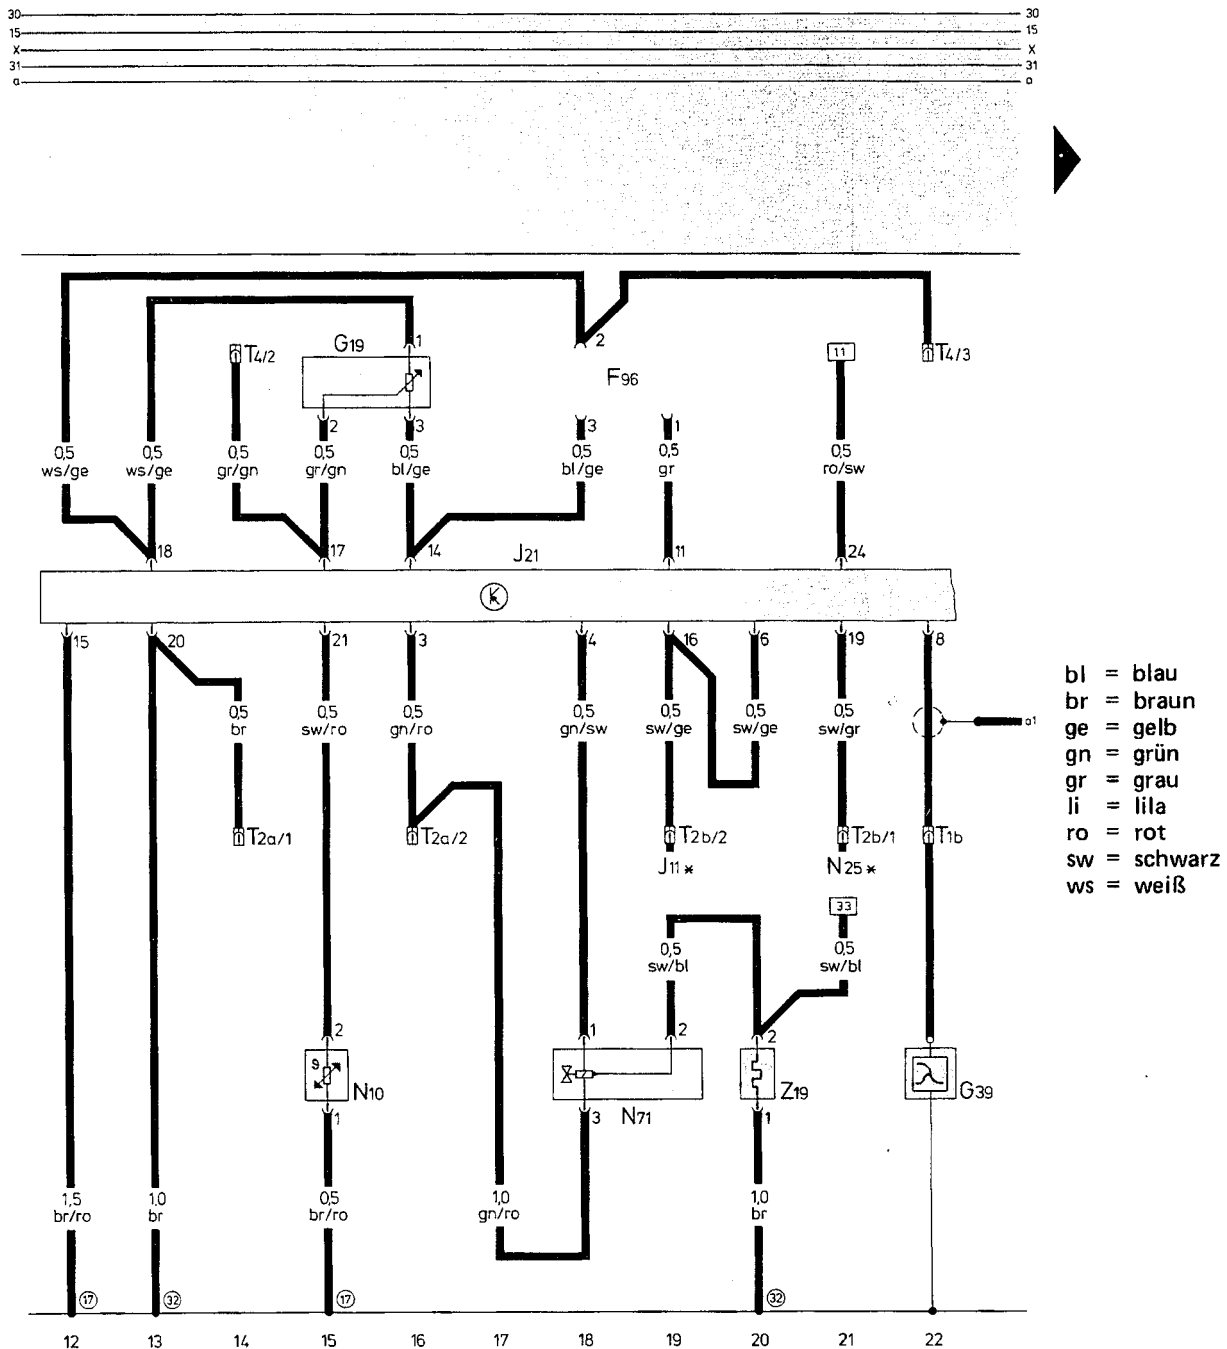 30 30
15 15
X X
31 31
a a
G19 1 2 11
T4/2 T4/3
F96
2 3 3 1
0,5 0,5 0,5 0,5 0,5 0,5 0,5 0,5
ws/ge ws/ge gr/gn gr/gn bl/ge bl/ge gr ro/sw
18 17 14 J21 11 24
K
15 20 21 3 4 16 6 19 8
bl = blau
br = braun
ge = gelb
gn = grün
gr = grau
li = lila
ro = rot
sw = schwarz
ws = weiß
0,5 0,5 0,5 0,5 0,5 0,5 0,5
br sw/ro gn/ro gn/sw sw/ge sw/ge sw/gr a1
T2a/1 T2a/2 T2b/2 T2b/1 T1b
J11* N25*
33
0,5 0,5
sw/bl sw/bl
2 1 2 2
9
N10 Z19 G39
1 3 N71 1
1,5 1,0 0,5 1,0 1,0
br/ro br br/ro gn/ro br
17 32 17 32
12 13 14 15 16 17 18 19 20 21 22